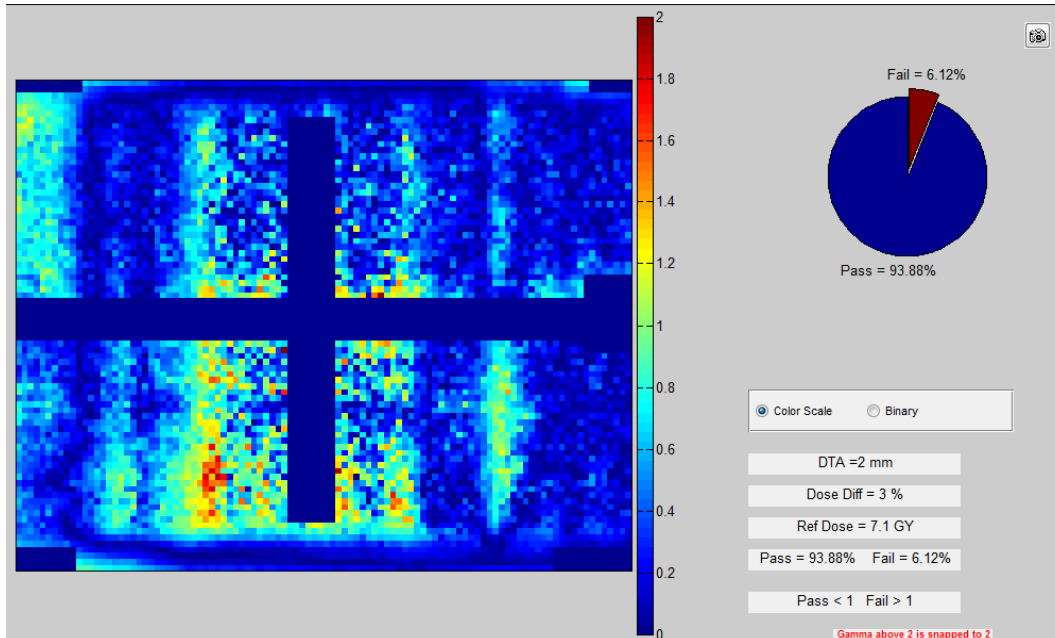 2
1.8
1.6
1.4
1.2
1
0.8
0.6
0.4
0.2
0
Fail = 6.12%
Pass = 93.88%
Color Scale Binary
DTA =2 mm
Dose Diff = 3 %
Ref Dose = 7.1 GY
Pass = 93.88% Fail = 6.12%
Pass < 1 Fail > 1
Gamma above 2 is snapped to 2